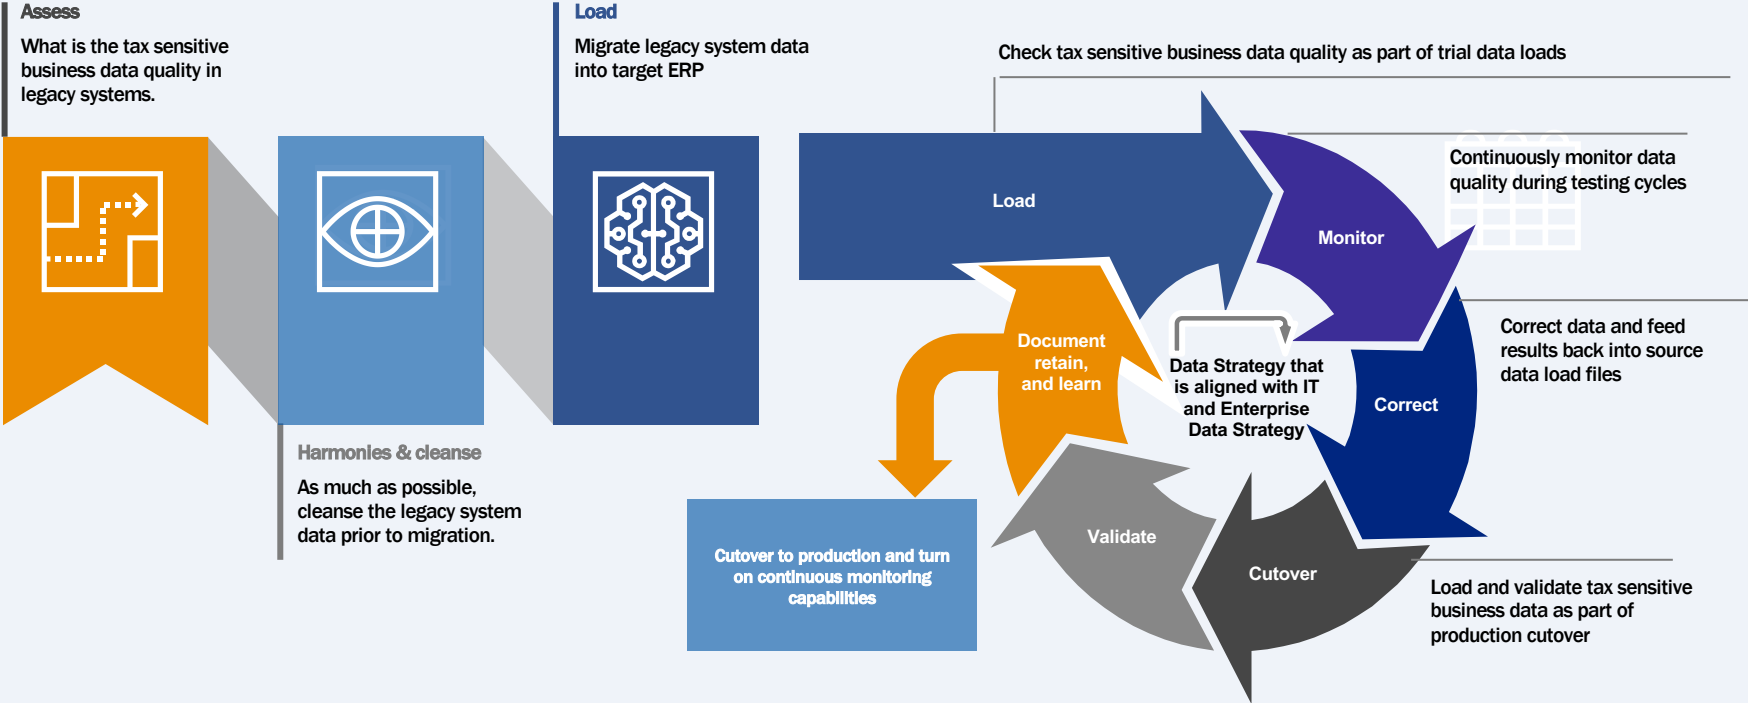 Assess
What is the tax sensitive
business data quality in
legacy systems.
Harmonies & cleanse
As much as possible,
cleanse the legacy system
data prior to migration.
Load
Migrate legacy system data
into target ERP
Check tax sensitive business data quality as part of trial data loads
Load
Monitor
Continuously monitor data
quality during testing cycles
Correct
Correct data and feed
results back into source
data load files
Cutover
Load and validate tax sensitive
business data as part of
production cutover
Validate
Document
retain,
and learn
Data Strategy that
is aligned with IT
and Enterprise
Data Strategy
Cutover to production and turn
on continuous monitoring
capabilities